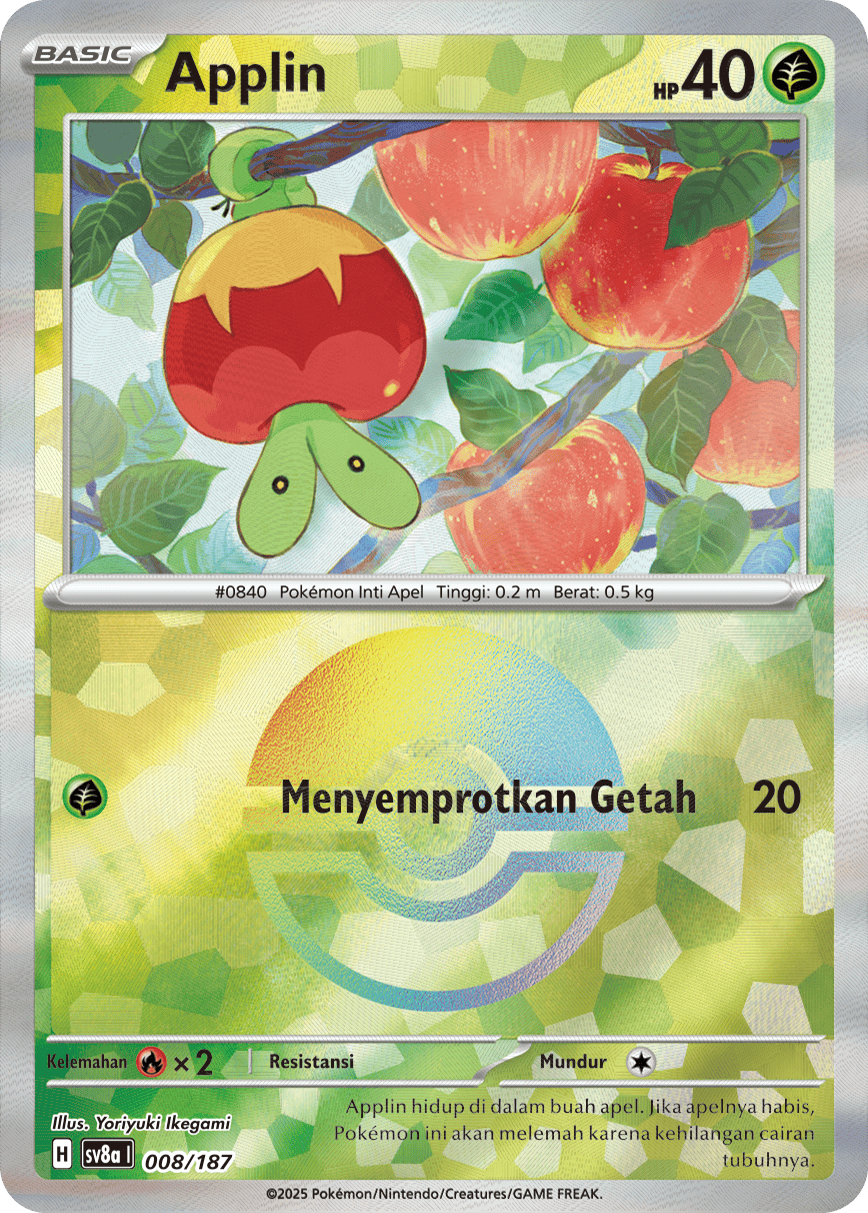 BASIC
Applin HP 40
#0840 Pokémon Inti Apel Tinggi: 0.2 m Berat: 0.5 kg
Menyemprotkan Getah 20
Kelemahan ×2 Resistansi Mundur
Illus. Yoriyuki Ikegami
H sv8a I 008/187
Applin hidup di dalam buah apel. Jika apelnya habis,
Pokémon ini akan melemah karena kehilangan cairan
tubuhnya.
©2025 Pokémon/Nintendo/Creatures/GAME FREAK.